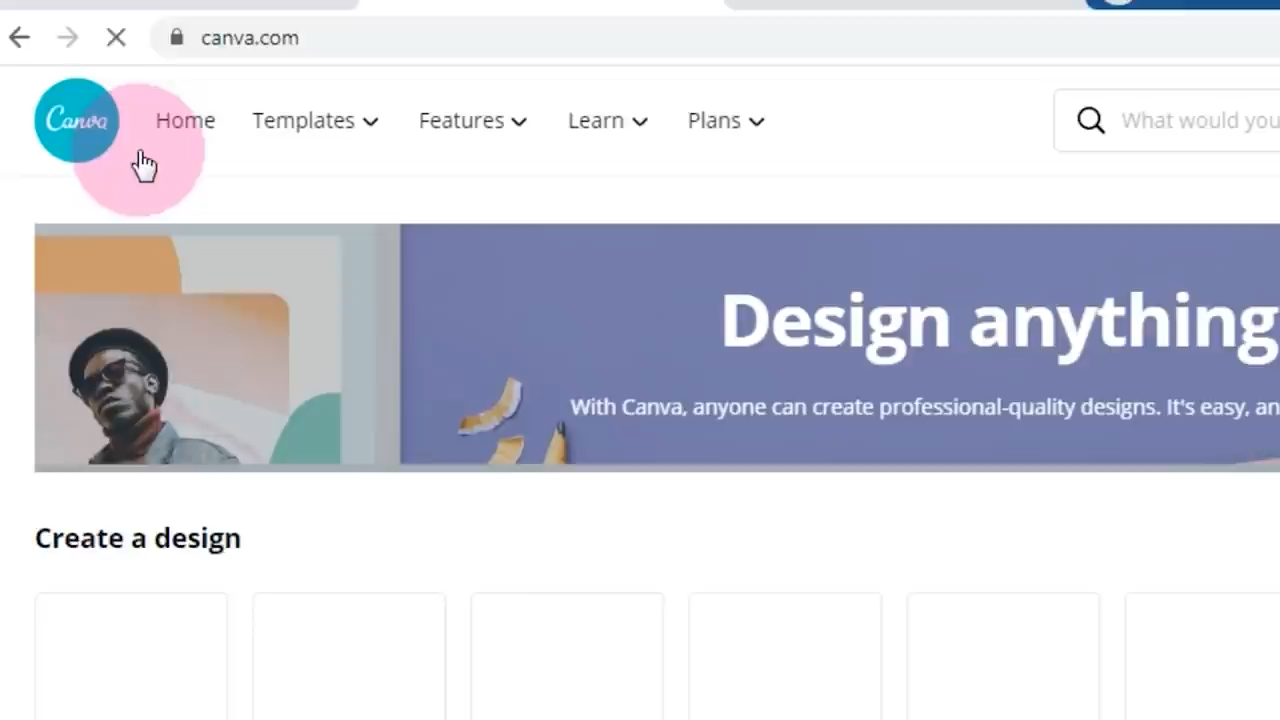 canva.com
Canva Home Templates Features Learn Plans What would you
Design anything
With Canva, anyone can create professional-quality designs. It's easy, an
Create a design